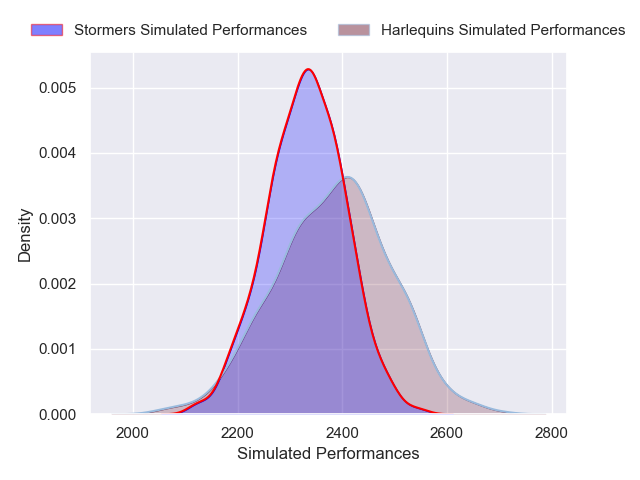 Stormers Simulated Performances
Harlequins Simulated Performances
0.005
0.004
0.003
0.002
0.001
0.000
Density
2000
2200
2400
2600
2800
Simulated Performances